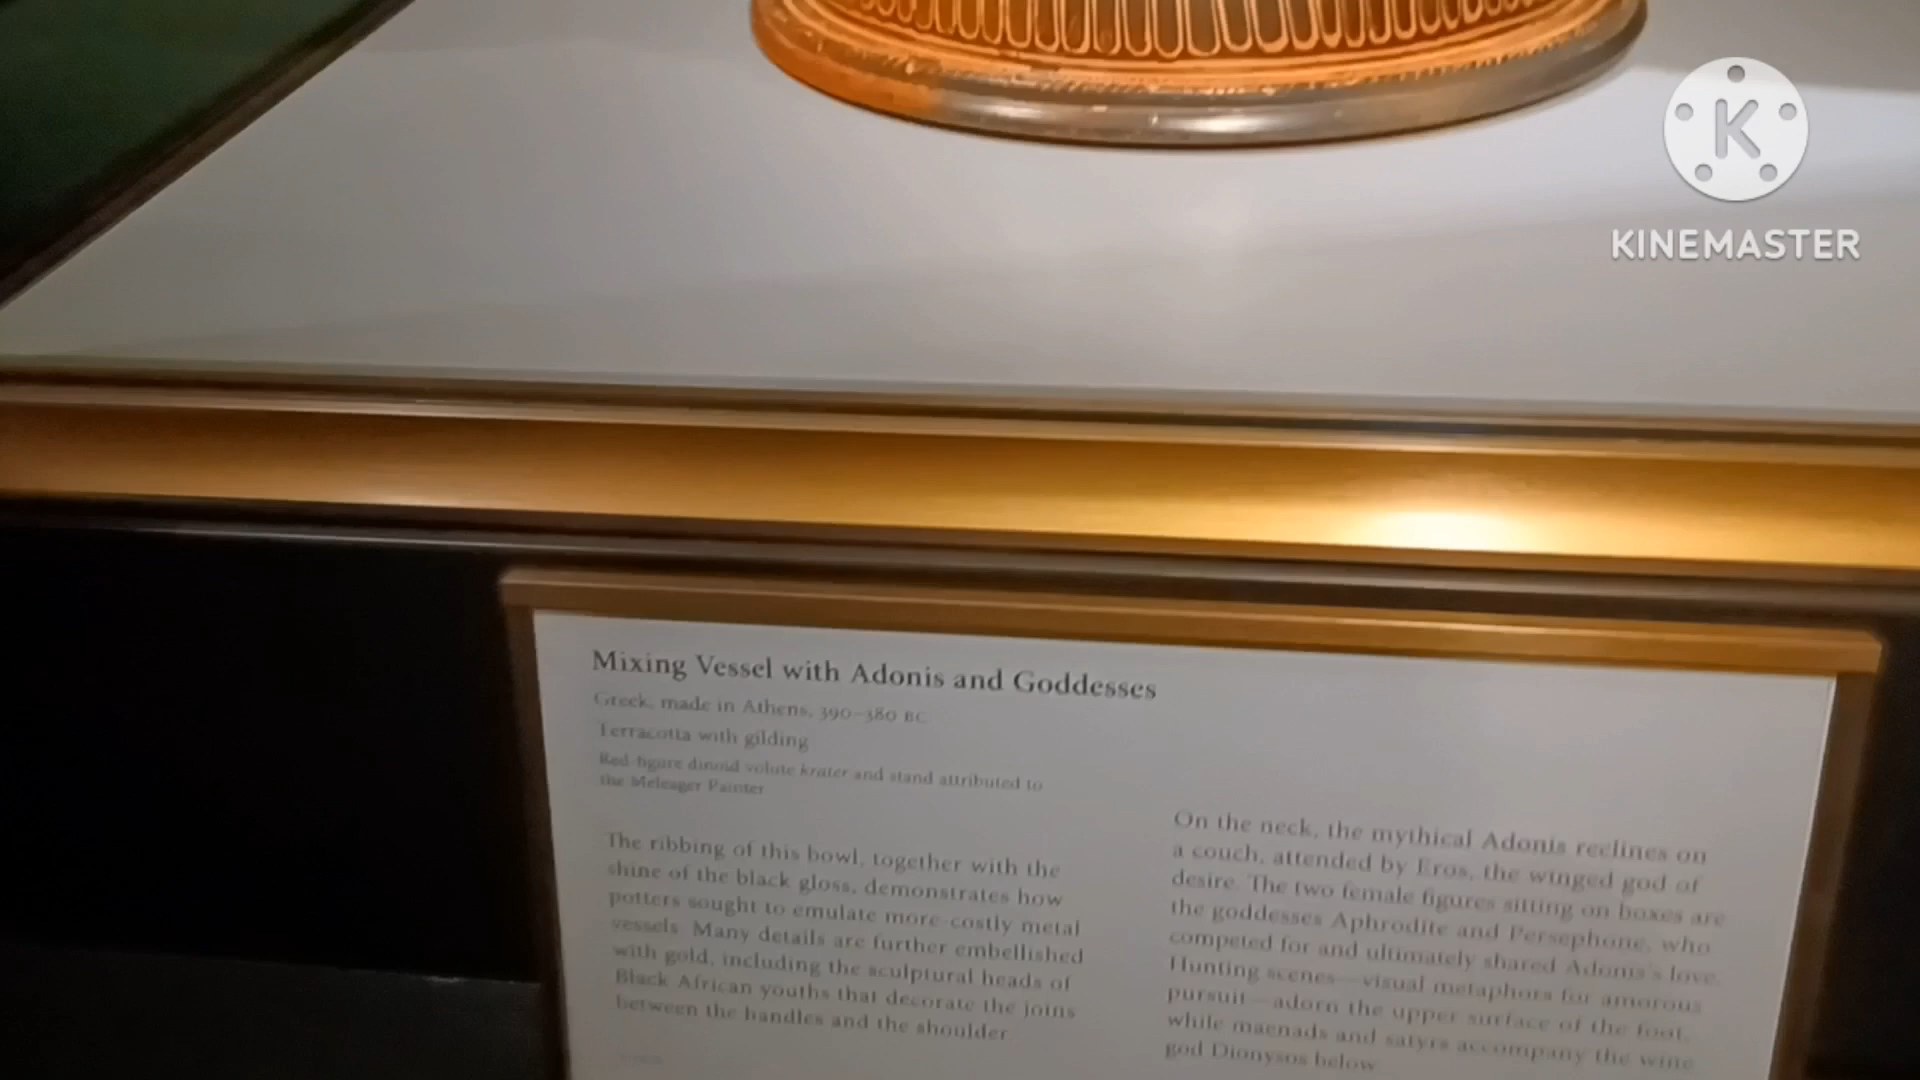 K
KINEMASTER
Mixing Vessel with Adonis and Goddesses
Greek, made in Athens, 390–380 BC
Terracotta with gilding
Red-figure dinoid volute krater and stand attributed to
the Meleager Painter
The ribbing of this bowl, together with the
shine of the black gloss, demonstrates how
potters sought to emulate more-costly metal
vessels. Many details are further embellished
with gold, including the sculptural heads of
Black African youths that decorate the joins
between the handles and the shoulder.
On the neck, the mythical Adonis reclines on
a couch, attended by Eros, the winged god of
desire. The two female figures sitting on boxes are
the goddesses Aphrodite and Persephone, who
competed for and ultimately shared Adonis's love.
Hunting scenes—visual metaphors for amorous
pursuit—adorn the upper surface of the foot,
while maenads and satyrs accompany the wine
god Dionysos below.